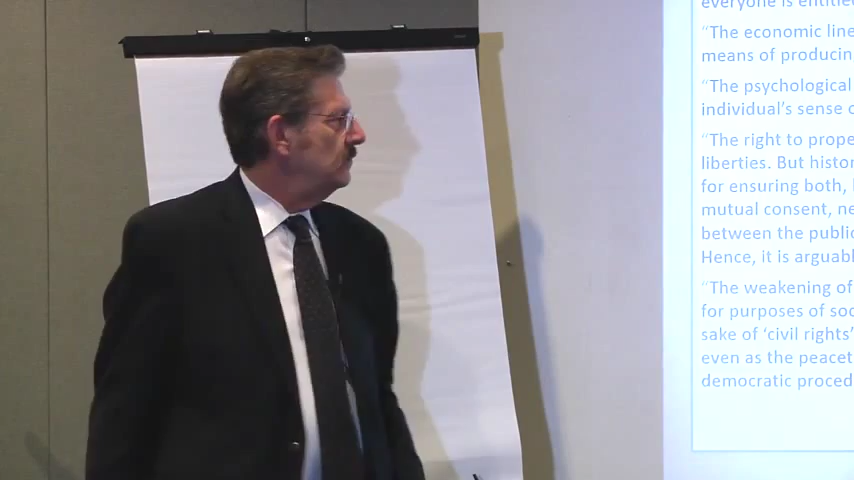 everyone is entitle
“The economic line
means of producin
“The psychological
individual’s sense o
“The right to prope
liberties. But histor
for ensuring both,
mutual consent, ne
between the public
Hence, it is arguabl
“The weakening of
for purposes of soc
sake of ‘civil rights’
even as the peacet
democratic proced